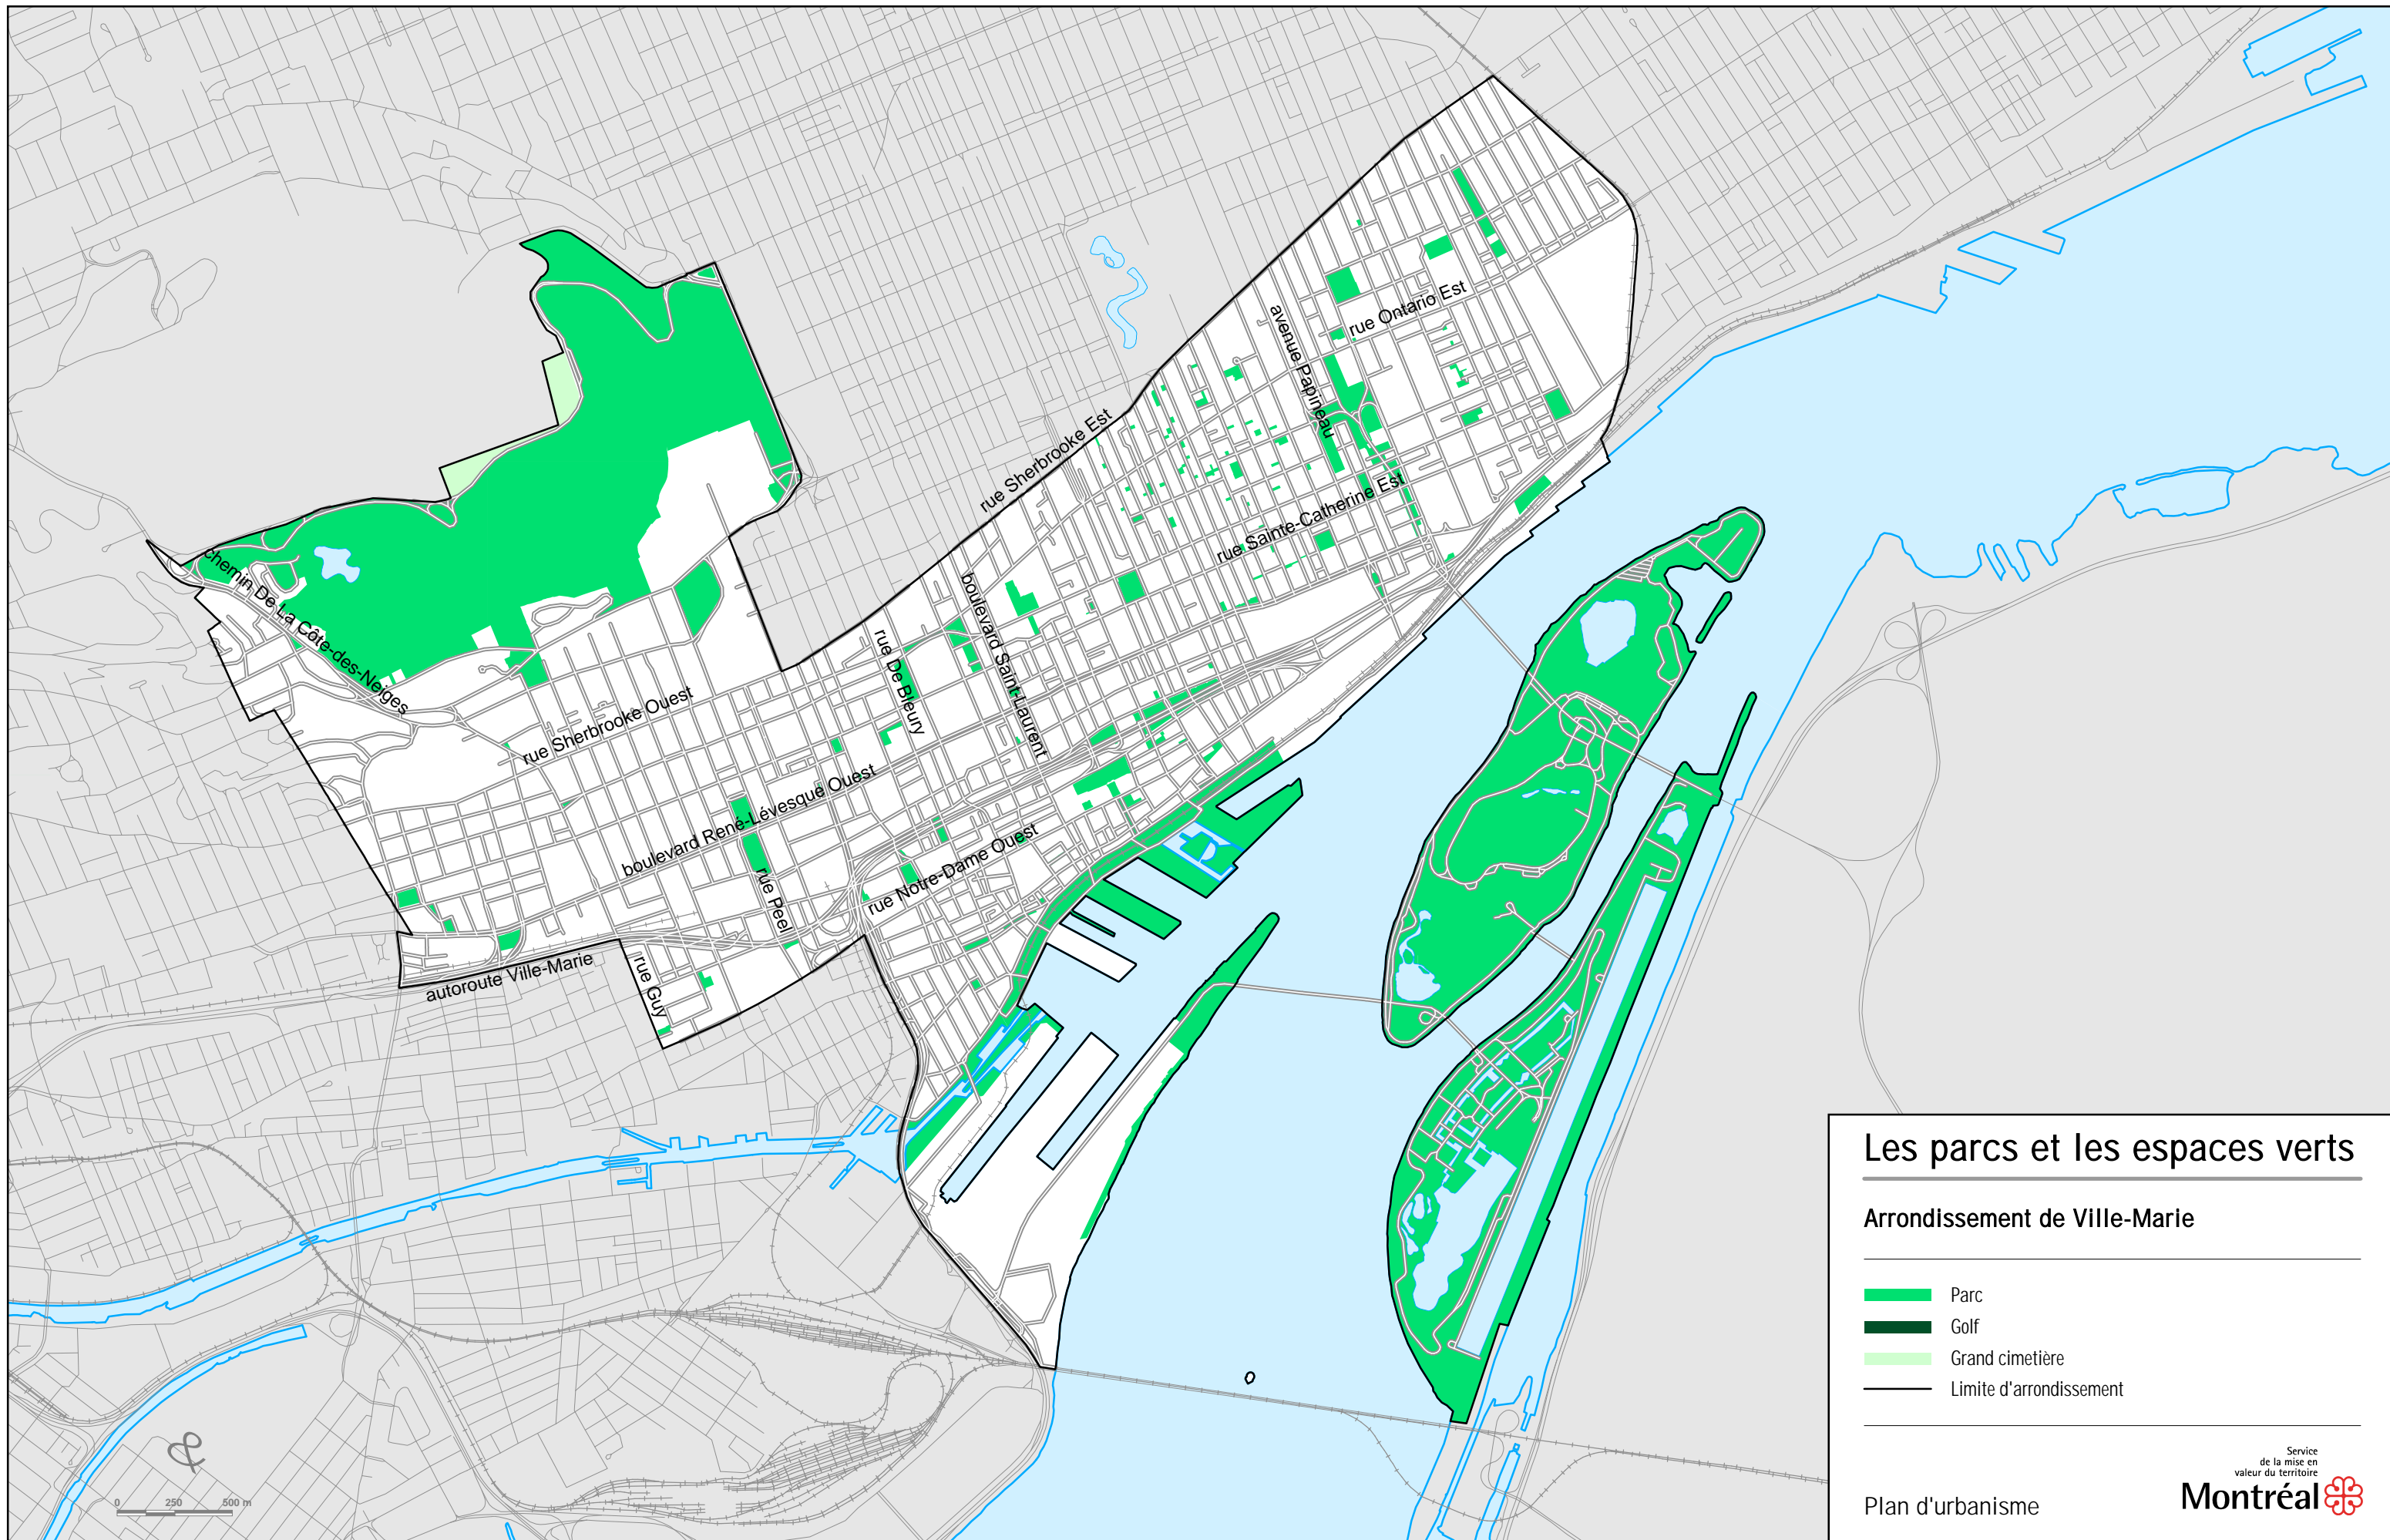 rue Ontario Est
avenue Papineau
rue Sherbrooke Est
rue Sainte-Catherine Est
chemin De La Côte-des-Neiges
boulevard Saint-Laurent
rue De Bleury
rue Sherbrooke Ouest
boulevard René-Lévesque Ouest
rue Notre-Dame Ouest
rue Peel
autoroute Ville-Marie
rue Guy
Les parcs et les espaces verts
Arrondissement de Ville-Marie
Parc
Golf
Grand cimetière
Limite d'arrondissement
Service
de la mise en
valeur du territoire
Montréal
Plan d'urbanisme
0 250 500 m